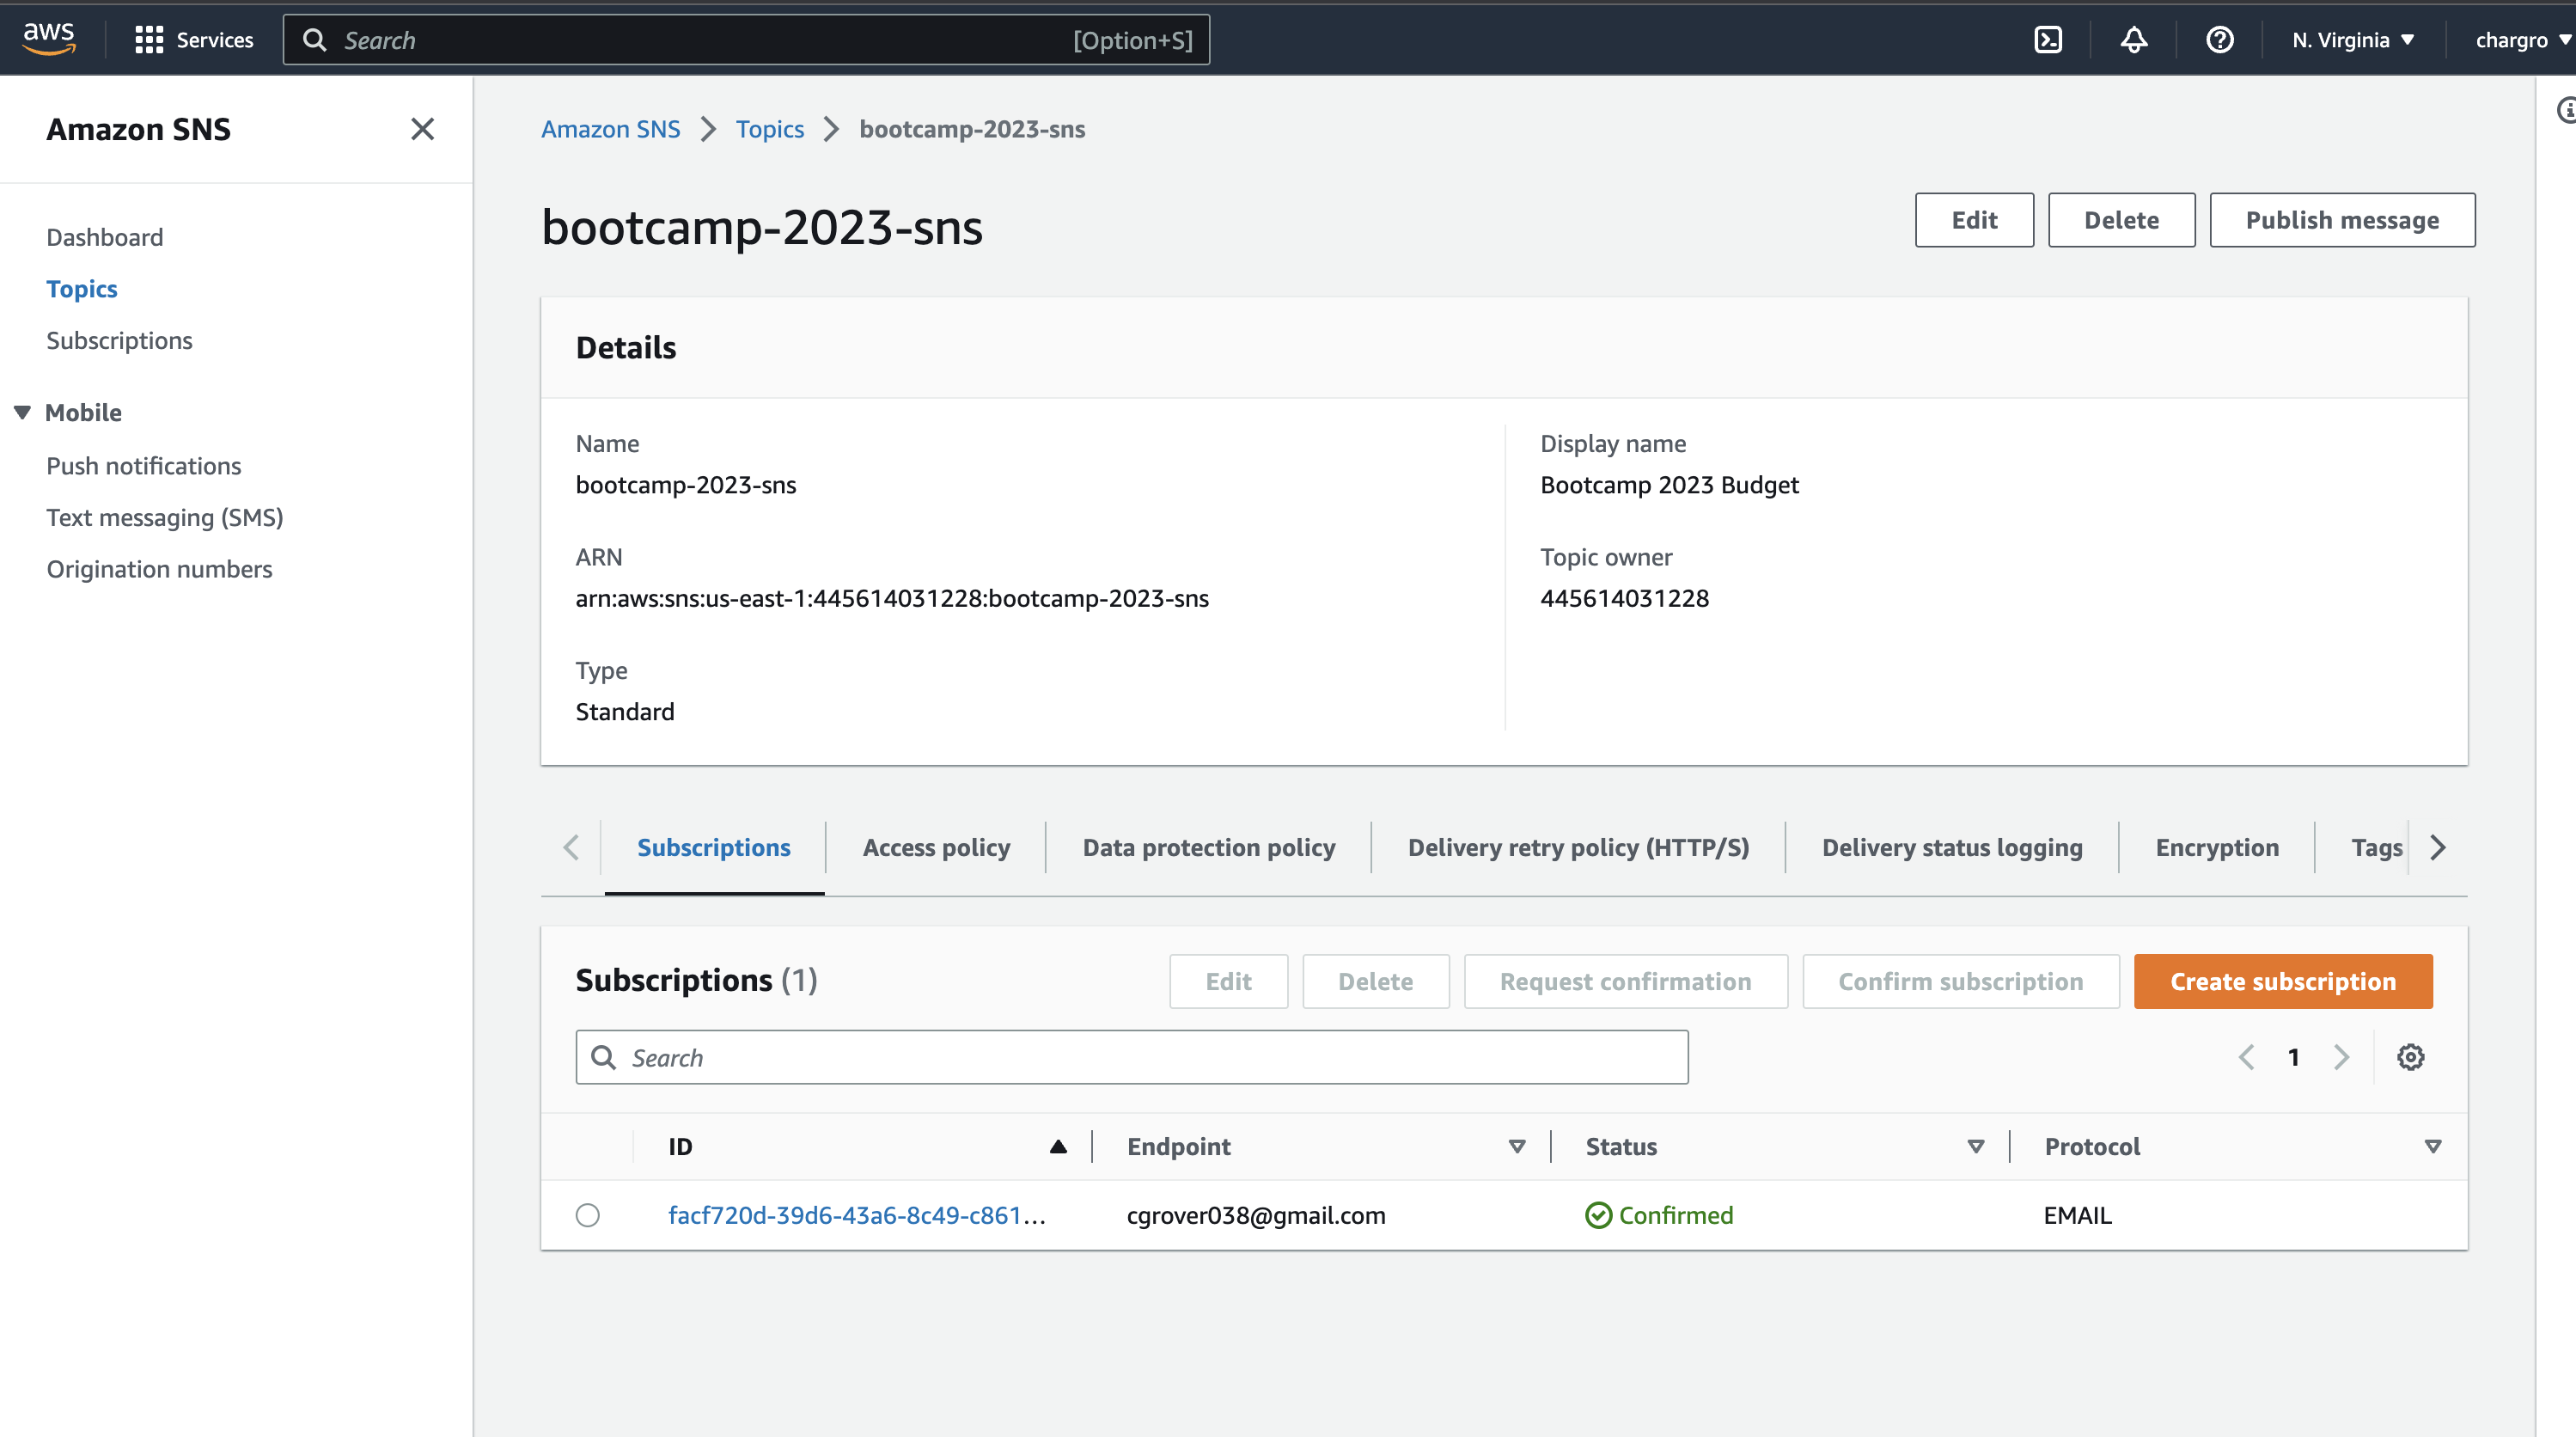 aws
Services
Search
[Option+S]
N. Virginia
chargro
Amazon SNS
Dashboard
Topics
Subscriptions
Mobile
Push notifications
Text messaging (SMS)
Origination numbers
Amazon SNS
Topics
bootcamp-2023-sns
bootcamp-2023-sns
Edit
Delete
Publish message
Details
Name
bootcamp-2023-sns
Display name
Bootcamp 2023 Budget
ARN
arn:aws:sns:us-east-1:445614031228:bootcamp-2023-sns
Topic owner
445614031228
Type
Standard
Subscriptions
Access policy
Data protection policy
Delivery retry policy (HTTP/S)
Delivery status logging
Encryption
Tags
Subscriptions (1)
Edit
Delete
Request confirmation
Confirm subscription
Create subscription
Search
1
ID
Endpoint
Status
Protocol
facf720d-39d6-43a6-8c49-c861...
cgrover038@gmail.com
Confirmed
EMAIL